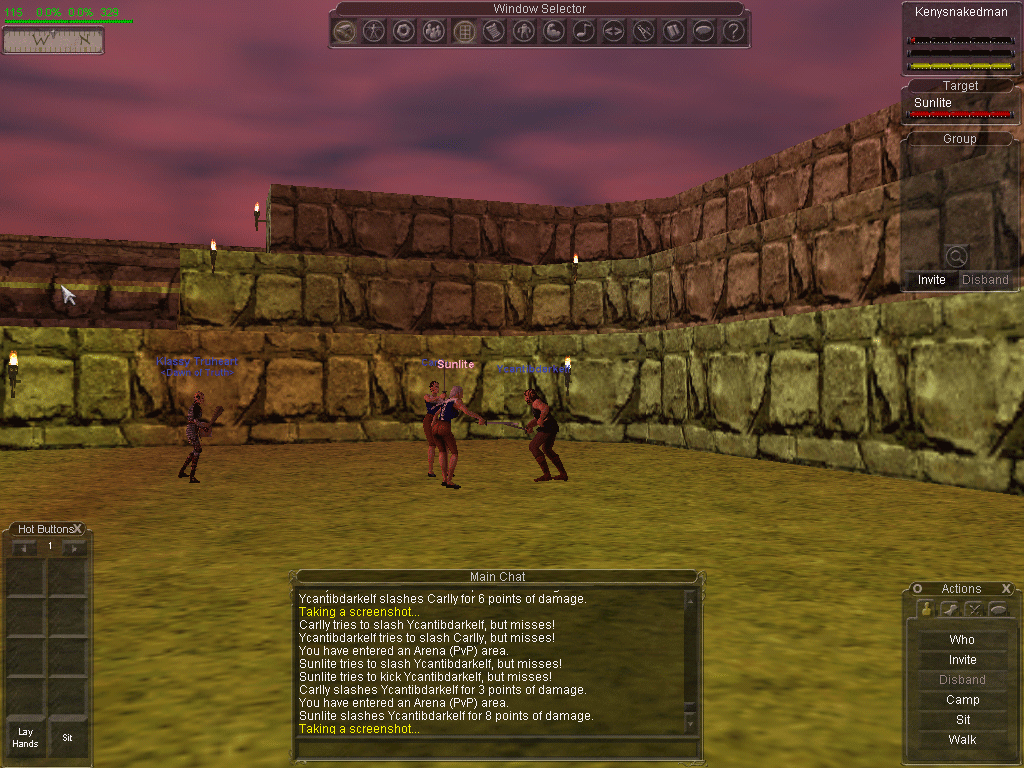 115 0.0% 0.0% 329
W N
Window Selector
Kenysnakedman
Target
Sunlite
Group
Invite Disband
Sunlite
Hot Buttons X
1
Lay Hands
Sit
Main Chat
Ycantibdarkelf slashes Carlly for 6 points of damage.
Taking a screenshot...
Carlly tries to slash Ycantibdarkelf, but misses!
Ycantibdarkelf tries to slash Carlly, but misses!
You have entered an Arena (PvP) area.
Sunlite tries to slash Ycantibdarkelf, but misses!
Sunlite tries to kick Ycantibdarkelf, but misses!
Carlly slashes Ycantibdarkelf for 3 points of damage.
You have entered an Arena (PvP) area.
Sunlite slashes Ycantibdarkelf for 8 points of damage.
Taking a screenshot...
Actions X
Who
Invite
Disband
Camp
Sit
Walk